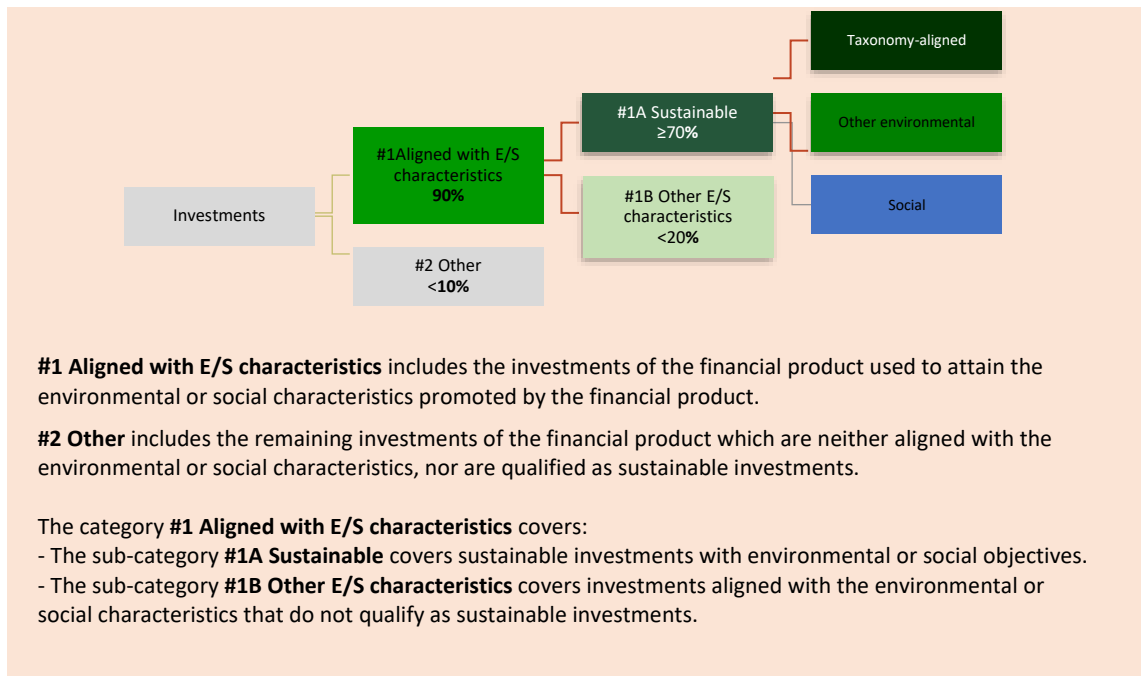 Taxonomy-aligned
#1A Sustainable
≥70%
Other environmental
#1Aligned with E/S
characteristics
90%
#1B Other E/S
characteristics
<20%
Social
Investments
#2 Other
<10%
#1 Aligned with E/S characteristics includes the investments of the financial product used to attain the
environmental or social characteristics promoted by the financial product.
#2 Other includes the remaining investments of the financial product which are neither aligned with the
environmental or social characteristics, nor are qualified as sustainable investments.
The category #1 Aligned with E/S characteristics covers:
- The sub-category #1A Sustainable covers sustainable investments with environmental or social objectives.
- The sub-category #1B Other E/S characteristics covers investments aligned with the environmental or
social characteristics that do not qualify as sustainable investments.